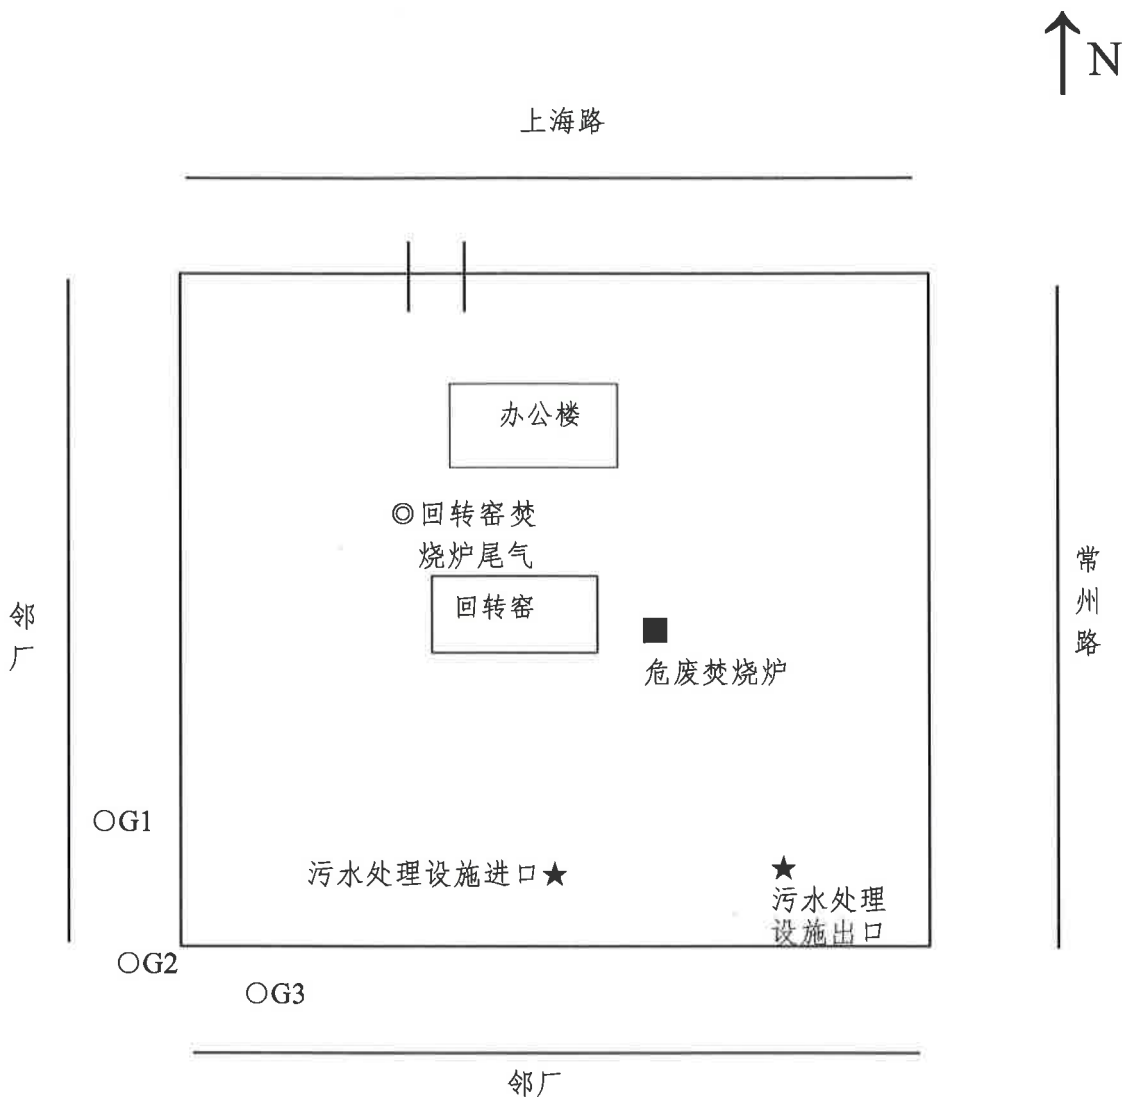 N
上海路
办公楼
◎回转窑焚
烧炉尾气
回转窑
危废焚烧炉
邻
厂
常
州
路
○G1
污水处理设施进口★
★
污水处理
设施出口
○G2
○G3
邻厂